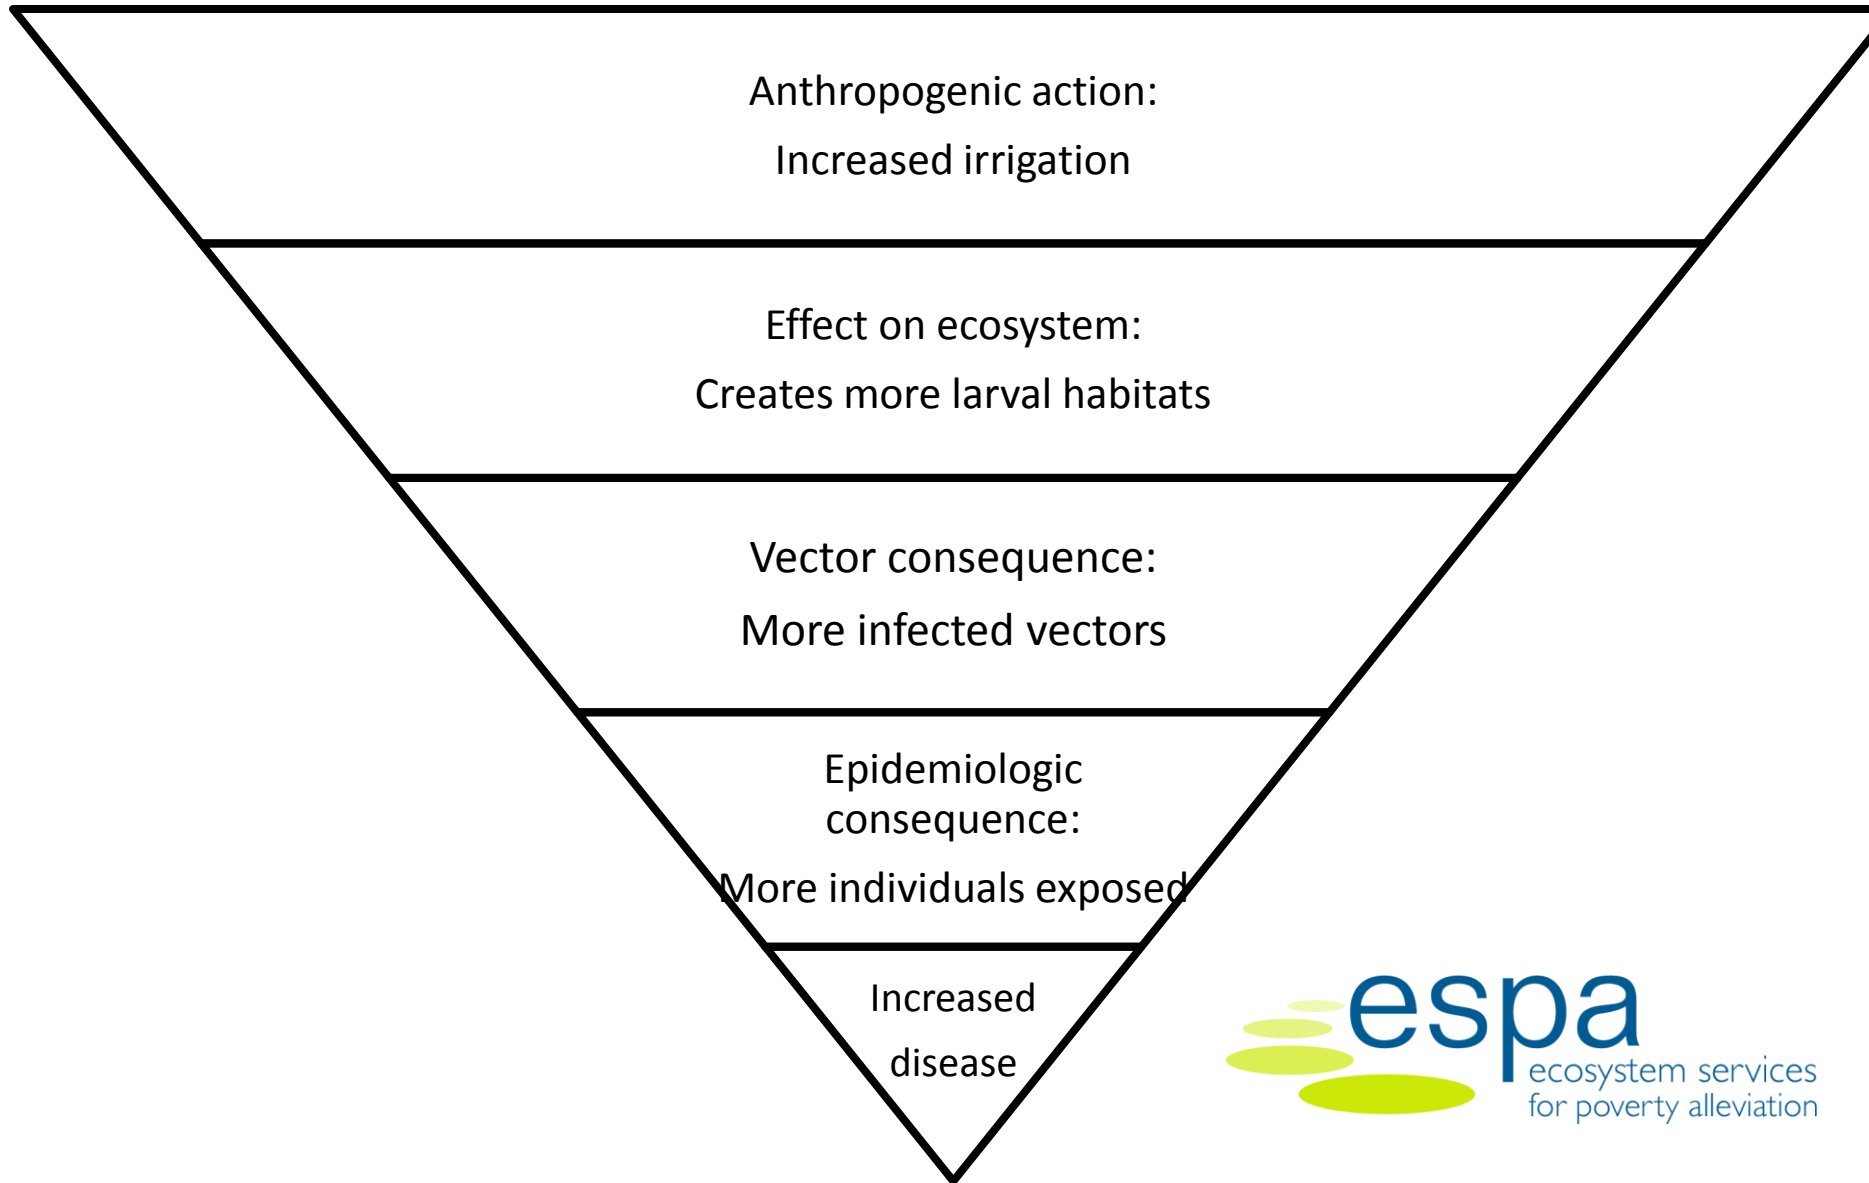 Anthropogenic action:
Increased irrigation
Effect on ecosystem:
Creates more larval habitats
Vector consequence:
More infected vectors
Epidemiologic
consequence:
More individuals exposed
Increased
disease
espa
ecosystem services
for poverty alleviation